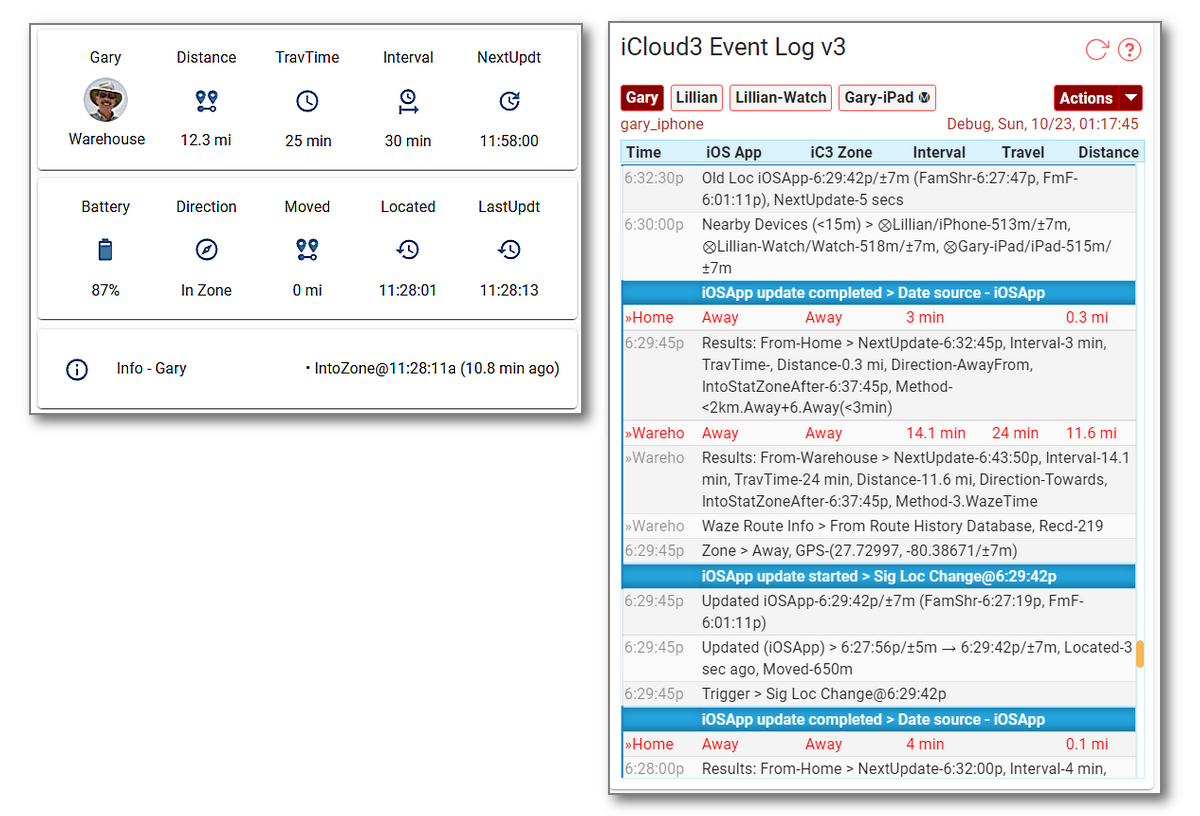 Gary Distance TravTime Interval NextUpdt
Warehouse 12.3 mi 25 min 30 min 11:58:00
Battery Direction Moved Located LastUpdt
87% In Zone 0 mi 11:28:01 11:28:13
Info - Gary • IntoZone@11:28:11a (10.8 min ago)
iCloud3 Event Log v3
Gary Lillian Lillian-Watch Gary-iPad Ⓜ Actions
gary_iphone Debug, Sun, 10/23, 01:17:45
Time iOS App iC3 Zone Interval Travel Distance
6:32:30p Old Loc iOSApp-6:29:42p/±7m (FamShr-6:27:47p, FmF-
6:01:11p), NextUpdate-5 secs
6:30:00p Nearby Devices (<15m) > ⊗Lillian/iPhone-513m/±7m,
⊗Lillian-Watch/Watch-518m/±7m, ⊗Gary-iPad/iPad-515m/
±7m
iOSApp update completed > Date source - iOSApp
»Home Away Away 3 min 0.3 mi
6:29:45p Results: From-Home > NextUpdate-6:32:45p, Interval-3 min,
TravTime-, Distance-0.3 mi, Direction-AwayFrom,
IntoStatZoneAfter-6:37:45p, Method-
<2km.Away+6.Away(<3min)
»Wareho Away Away 14.1 min 24 min 11.6 mi
»Wareho Results: From-Warehouse > NextUpdate-6:43:50p, Interval-14.1
min, TravTime-24 min, Distance-11.6 mi, Direction-Towards,
IntoStatZoneAfter-6:37:45p, Method-3.WazeTime
»Wareho Waze Route Info > From Route History Database, Recd-219
6:29:45p Zone > Away, GPS-(27.72997, -80.38671/±7m)
iOSApp update started > Sig Loc Change@6:29:42p
6:29:45p Updated iOSApp-6:29:42p/±7m (FamShr-6:27:19p, FmF-
6:01:11p)
6:29:45p Updated (iOSApp) > 6:27:56p/±5m → 6:29:42p/±7m, Located-3
sec ago, Moved-650m
6:29:45p Trigger > Sig Loc Change@6:29:42p
iOSApp update completed > Date source - iOSApp
»Home Away Away 4 min 0.1 mi
6:28:00p Results: From-Home > NextUpdate-6:32:00p, Interval-4 min,